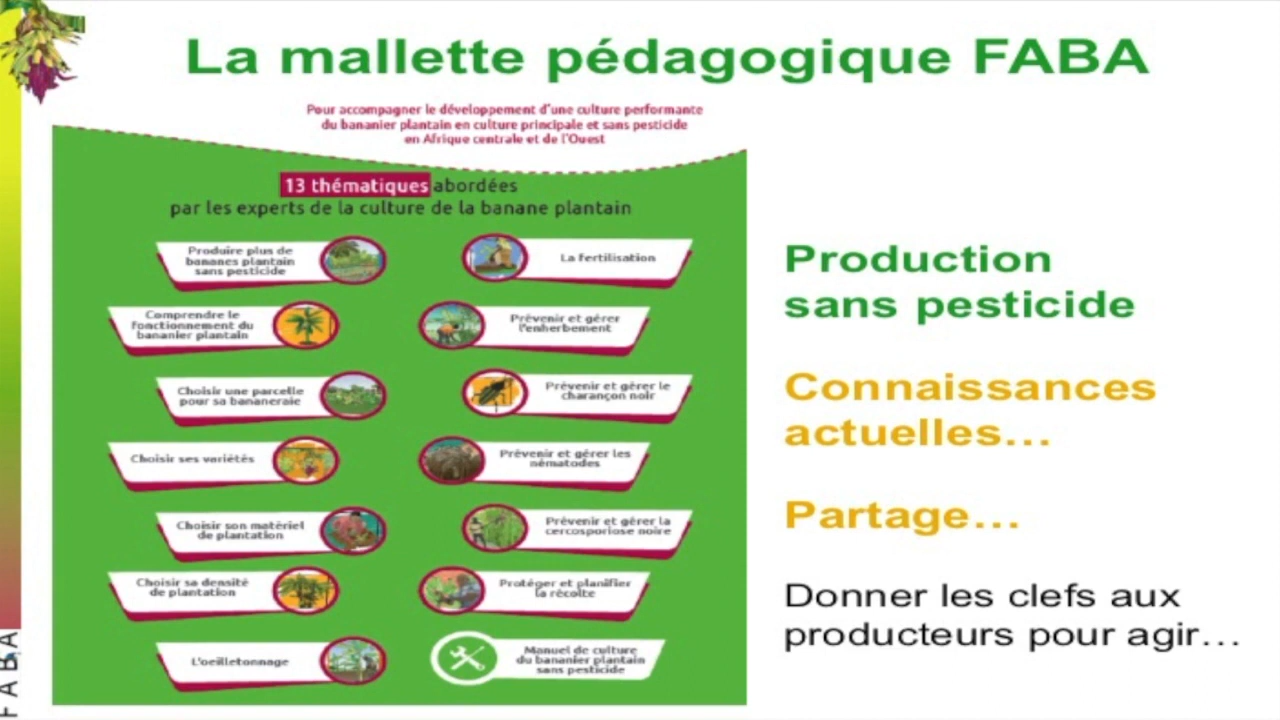 La mallette pédagogique FABA
Pour accompagner le développement d'une culture performante
du bananier plantain en culture principale et sans pesticide
en Afrique centrale et de l'Ouest
13 thématiques abordées
par les experts de la culture de la banane plantain
Produire plus de
bananes plantain
sans pesticide
Comprendre le
fonctionnement du
bananier plantain
Choisir une parcelle
pour sa bananeraie
Choisir ses variétés
Choisir son matériel
de plantation
Choisir sa densité
de plantation
L'oeilletonnage
La fertilisation
Prévenir et gérer
l'enherbement
Prévenir et gérer le
charançon noir
Prévenir et gérer les
nématodes
Prévenir et gérer la
cercosporiose noire
Protéger et planifier
la récolte
Manuel de culture
du bananier plantain
sans pesticide
Production
sans pesticide
Connaissances
actuelles...
Partage...
Donner les clefs aux
producteurs pour agir...
FABA